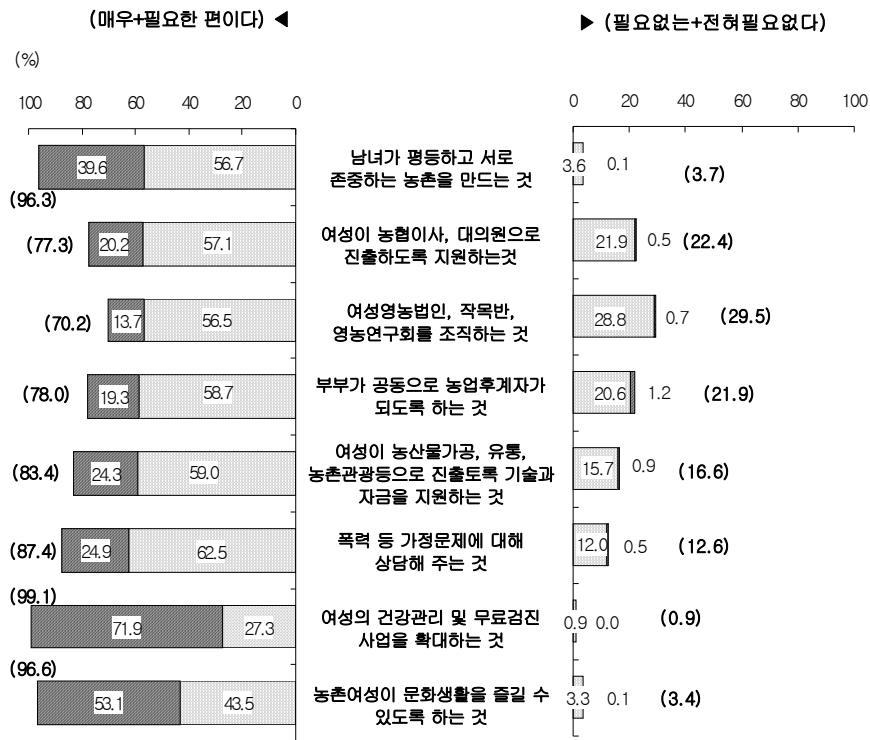 (매우+필요한 편이다) ◀ ▶ (필요없는+전혀필요없다)
(%)
100 80 60 40 20 0 0 20 40 60 80 100
39.6 56.7 남녀가 평등하고 서로 3.6 0.1 (3.7)
존중하는 농촌을 만드는 것
(96.3)
(77.3) 20.2 57.1 여성이 농협이사, 대의원으로 21.9 0.5 (22.4)
진출하도록 지원하는것
(70.2) 13.7 56.5 여성영농법인, 작목반, 28.8 0.7 (29.5)
영농연구회를 조직하는 것
(78.0) 19.3 58.7 부부가 공동으로 농업후계자가 20.6 1.2 (21.9)
되도록 하는 것
여성이 농산물가공, 유통,
(83.4) 24.3 59.0 농촌관광등으로 진출토록 기술과 15.7 0.9 (16.6)
자금을 지원하는 것
(87.4) 24.9 62.5 폭력 등 가정문제에 대해 12.0 0.5 (12.6)
상담해 주는 것
(99.1)
71.9 27.3 여성의 건강관리 및 무료검진 0.9 0.0 (0.9)
사업을 확대하는 것
(96.6)
53.1 43.5 농촌여성이 문화생활을 즐길 수 3.3 0.1 (3.4)
있도록 하는 것